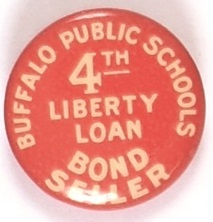 BUFFALO PUBLIC SCHOOLS
4TH
LIBERTY
LOAN
BOND
SELLER